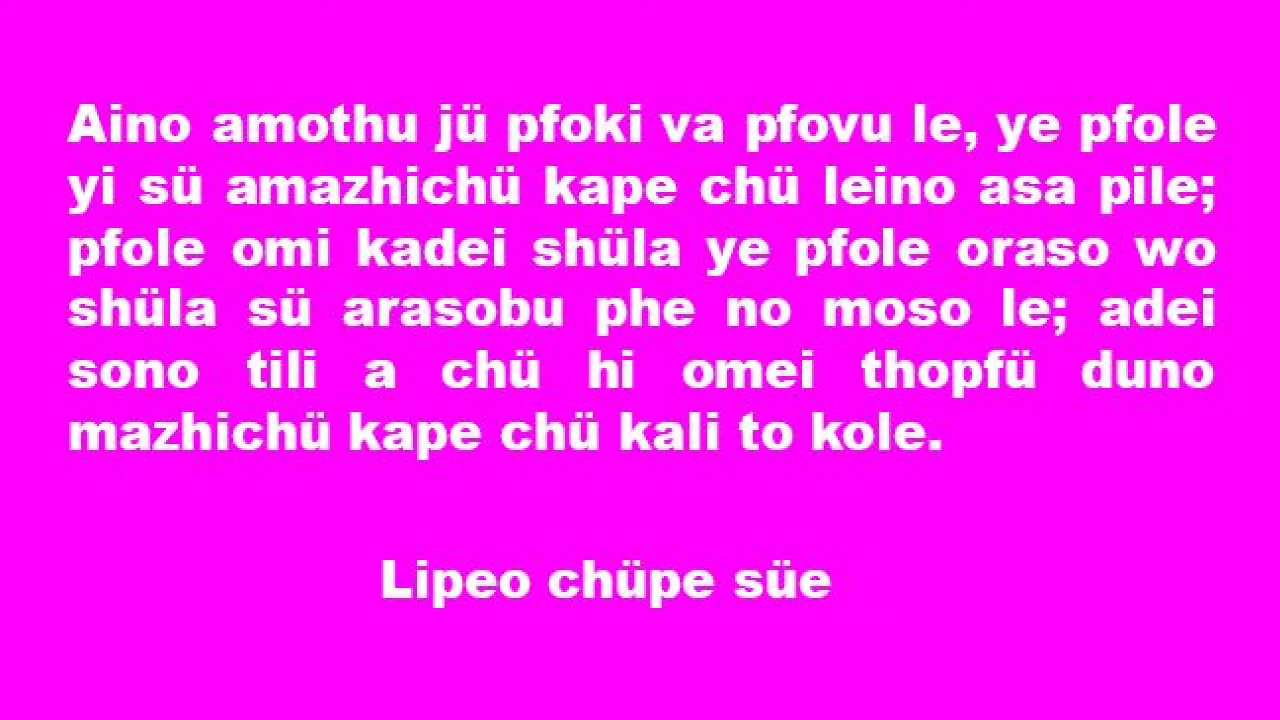 Aino amothu jü pfoki va pfovu le, ye pfole
yi sü amazhichü kape chü leino asa pile;
pfole omi kadei shüla ye pfole oraso wo
shüla sü arasobu phe no moso le; adei
sono tili a chü hi omei thopfü duno
mazhichü kape chü kali to kole.
Lipeo chüpe süe